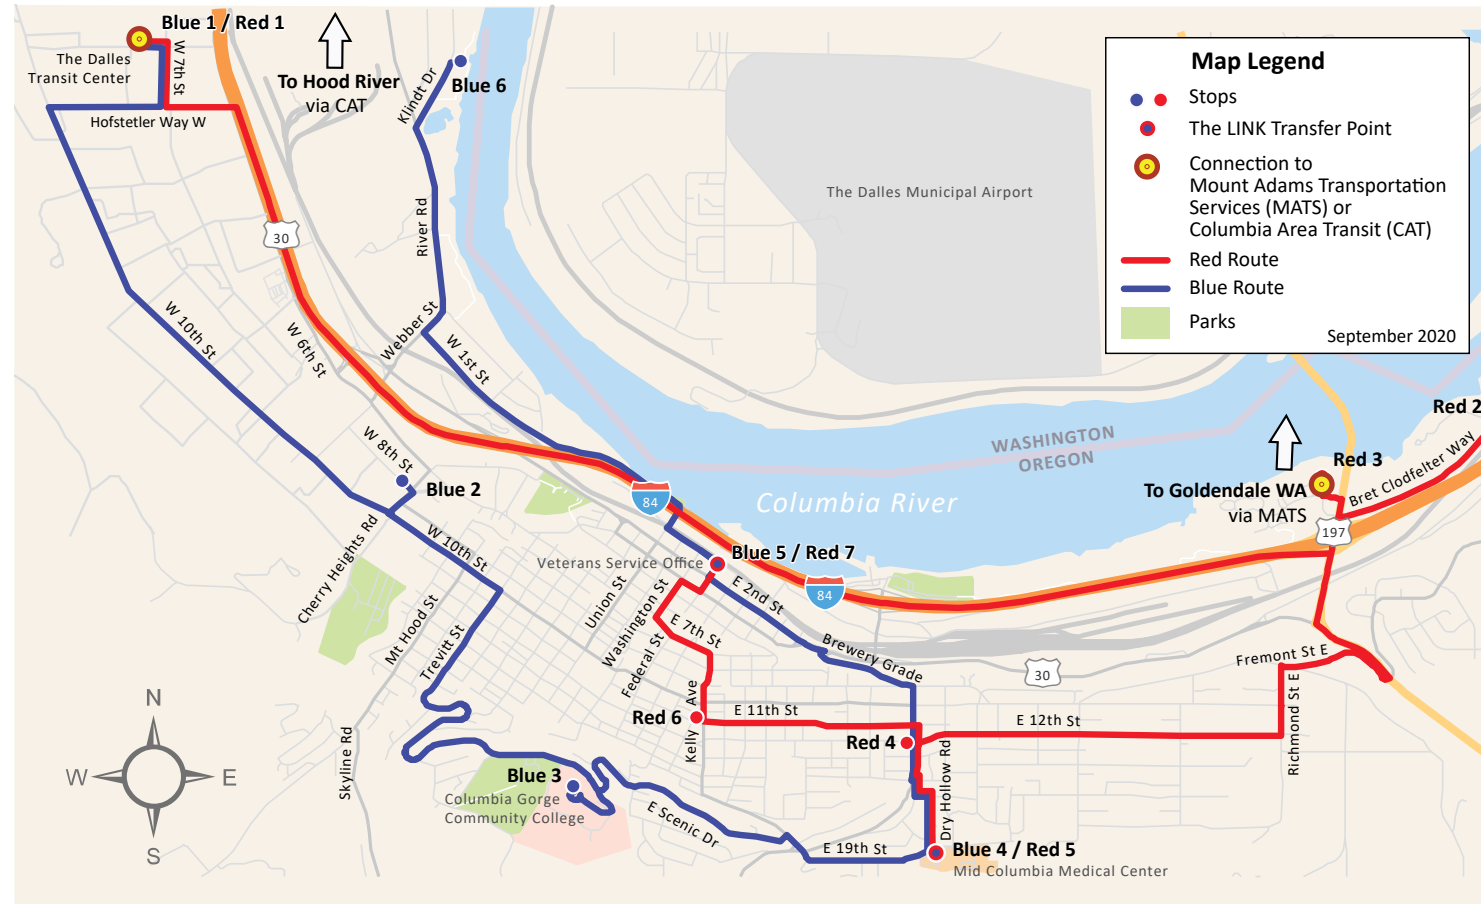 Blue 1 / Red 1
The Dalles
Transit Center
W 7th St
Hofstetler Way W
To Hood River
via CAT
Klindt Dr
Blue 6
River Rd
30
W 10th St
W 6th St
Webber St
W 1st St
The Dalles Municipal Airport
Map Legend
Stops
The LINK Transfer Point
Connection to
Mount Adams Transportation
Services (MATS) or
Columbia Area Transit (CAT)
Red Route
Blue Route
Parks
September 2020
Red 2
WASHINGTON
OREGON
Columbia River
Red 3
To Goldendale WA
via MATS
Bret Clodfelter Way
197
W 8th St
Blue 2
84
Cherry Heights Rd
W 10th St
Veterans Service Office
Blue 5 / Red 7
84
E 2nd St
Union St
Washington St
Federal St
E 7th St
Mt Hood St
Trevitt St
Brewery Grade
30
Fremont St E
Richmond St E
Red 6
Kelly Ave
E 11th St
E 12th St
Red 4
Dry Hollow Rd
N
W
E
S
Skyline Rd
Blue 3
Columbia Gorge
Community College
E Scenic Dr
E 19th St
Blue 4 / Red 5
Mid Columbia Medical Center